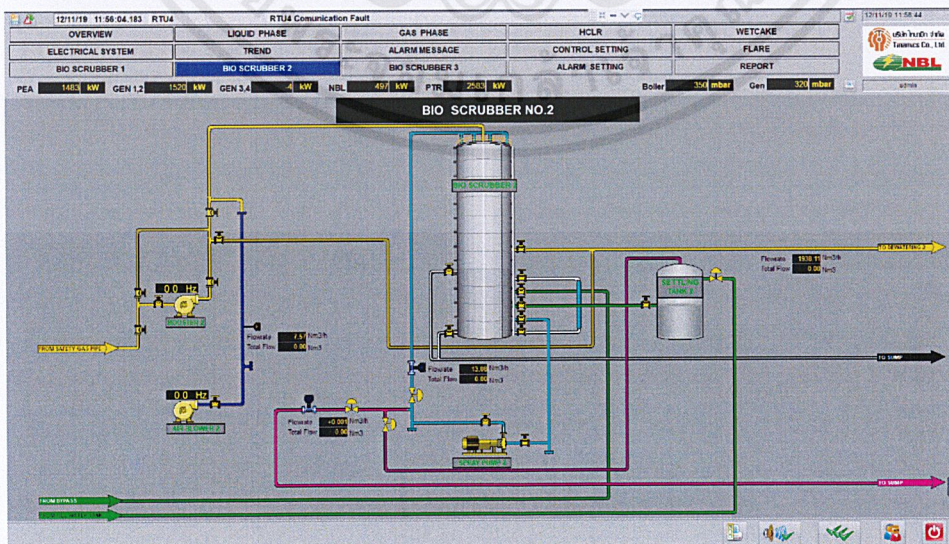 12/11/19 11:56:04.183 RTU4 RTU4 Comunication Fault
12/11/19 11:56:44
OVERVIEW LIQUID PHASE GAS PHASE HCLR WETCAKE
ELECTRICAL SYSTEM TREND ALARM MESSAGE CONTROL SETTING FLARE
BIO SCRUBBER 1 BIO SCRUBBER 2 BIO SCRUBBER 3 ALARM SETTING REPORT
Co., Ltd
NBL
admin
PEA 1483 kW GEN 1,2 1520 kW GEN 3,4 -4 kW NBL 497 kW PTR 2583 kW Boiler 350 mbar Gen 320 mbar
BIO SCRUBBER NO.2
BIO SCRUBBER 2
TO DEWATERING 2
Flowrate 1938.11 Nm3/h
Total Flow 0.00 Nm3
SETTLING
TANK 2
0.0 Hz
BOOSTER 2
FROM SAFETY GAS PIPE
Flowrate 7.57 Nm3/h
Total Flow 0.00 Nm3
TO SUMP
Flowrate 13.86 Nm3/h
Total Flow 0.00 Nm3
0.0 Hz
AIR BLOWER 2
Flowrate Nm3/h
Total Flow 0.00 Nm3
SPRAY PUMP
TO SUMP
FROM BYPASS